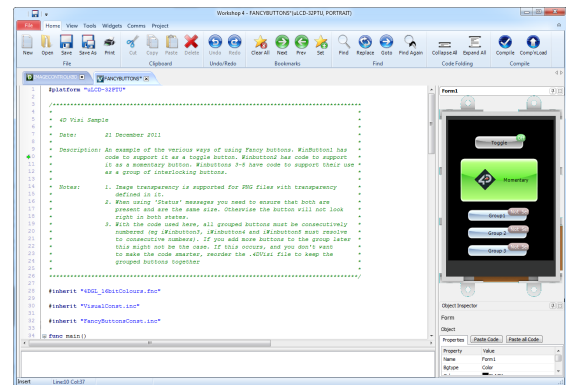 Workshop 4 - FANCYBUTTONS*(uLCD-32PTU, PORTRAIT)
File Home View Tools Widgets Comms Project
New Open Save Save As Print Cut Copy Paste Delete Undo Redo Clear All Next Prev Set Find Replace Goto Find Again Collapse All Expand All Compile Comp'nLoad
File Clipboard Undo/Redo Bookmarks Find Code Folding Compile
FANCYBUTTONS*
#platform "uLCD-32PTU"
4D Visi Sample
Date: 21 December 2011
Description: An example of the verious ways of using Fancy buttons. WinButton1 has
code to support it as a toggle button. Winbutton2 has code to support
it as a momentary button. Winbuttons 3-5 have code to support their use
as a group of interlocking buttons.
Notes: 1. Image transparency is supported for PNG files with transparency
defined in it.
2. When using 'Status' messages you need to ensure that both are
present and are the same size. Otherwise the button will not look
right in both states.
3. With the code used here, all grouped buttons must be consecutively
numbered (eg iWinbutton3, iWinbutton4 and iWinbutton5 must resolve
to consecutive numbers). If you add more buttons to the group later
this might not be the case. If this occurs, and you don't want
to make the code smarter, reorder the .4DVisi file to keep the
grouped buttons together
#inherit "4DGL_16bitColours.fnc"
#inherit "VisualConst.inc"
#inherit "FancyButtonsConst.inc"
func main()
Form1
Toggle
4D Momentary
Group1
Group 2
Group 3
Object Inspector
Form
Object
Properties Paste Code Paste all Code
Property Value
Name Form1
Bgtype Color
Insert Line:10 Col:37